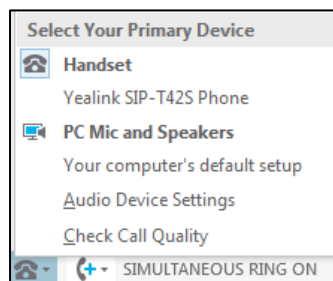 Select Your Primary Device
Handset
Yealink SIP-T42S Phone
PC Mic and Speakers
Your computer's default setup
Audio Device Settings
Check Call Quality
SIMULTANEOUS RING ON